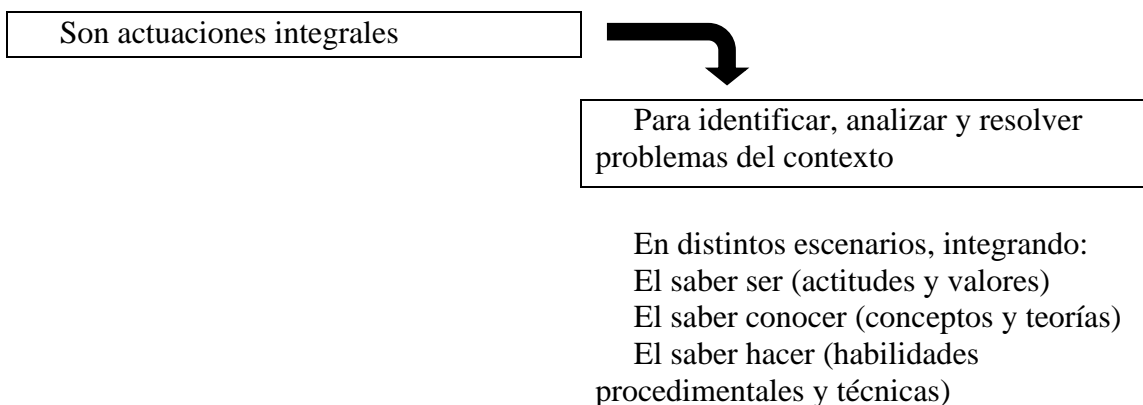 Son actuaciones integrales
Para identificar, analizar y resolver
problemas del contexto
En distintos escenarios, integrando:
El saber ser (actitudes y valores)
El saber conocer (conceptos y teorías)
El saber hacer (habilidades
procedimentales y técnicas)